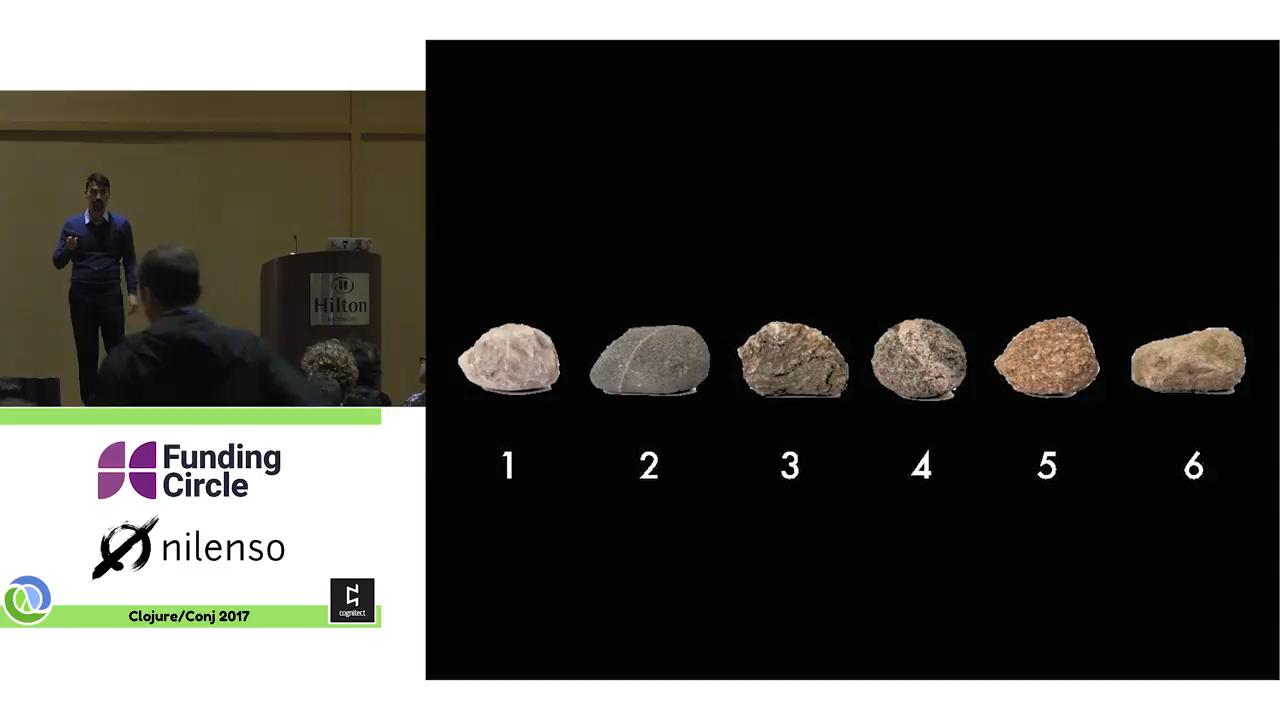 Hilton
Funding
Circle
nilenso
cognitect
Clojure/Conj 2017
1 2 3 4 5 6